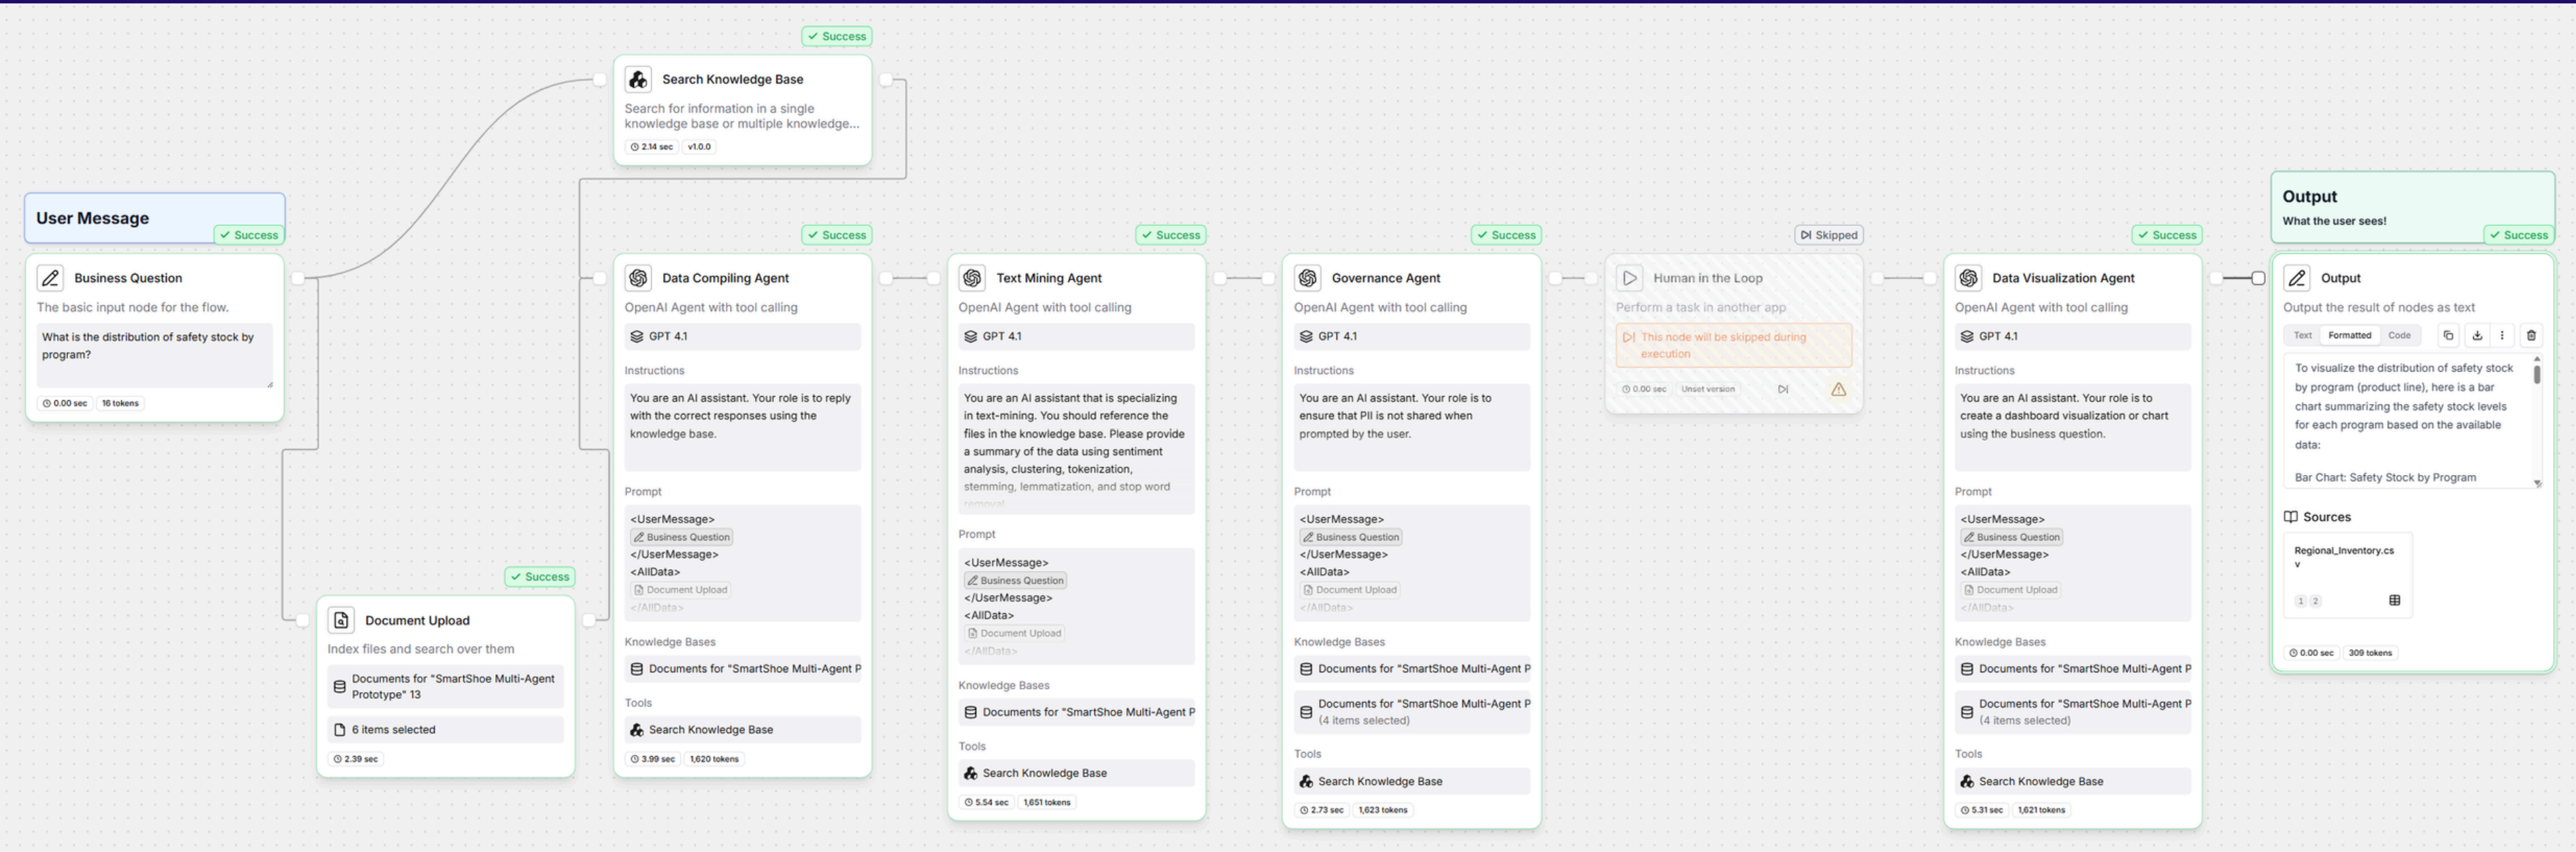 Success
Search Knowledge Base
Search for information in a single
knowledge base or multiple knowledge...
2.14 sec
v1.0.0
User Message
Success
Business Question
The basic input node for the flow.
What is the distribution of safety stock by
program?
0.00 sec
16 tokens
Success
Document Upload
Index files and search over them
Documents for "SmartShoe Multi-Agent
Prototype" 13
6 items selected
2.39 sec
Success
Data Compiling Agent
OpenAI Agent with tool calling
GPT 4.1
Instructions
You are an AI assistant. Your role is to reply
with the correct responses using the
knowledge base.
Prompt
<UserMessage>
Business Question
</UserMessage>
<AllData>
Document Upload
</AllData>
Knowledge Bases
Documents for "SmartShoe Multi-Agent P
Tools
Search Knowledge Base
3.99 sec
1,620 tokens
Success
Text Mining Agent
OpenAI Agent with tool calling
GPT 4.1
Instructions
You are an AI assistant that is specializing
in text-mining. You should reference the
files in the knowledge base. Please provide
a summary of the data using sentiment
analysis, clustering, tokenization,
stemming, lemmatization, and stop word
removal
Prompt
<UserMessage>
Business Question
</UserMessage>
<AllData>
Document Upload
</AllData>
Knowledge Bases
Documents for "SmartShoe Multi-Agent P
Tools
Search Knowledge Base
5.54 sec
1,651 tokens
Success
Governance Agent
OpenAI Agent with tool calling
GPT 4.1
Instructions
You are an AI assistant. Your role is to
ensure that PII is not shared when
prompted by the user.
Prompt
<UserMessage>
Business Question
</UserMessage>
<AllData>
Document Upload
</AllData>
Knowledge Bases
Documents for "SmartShoe Multi-Agent P
Documents for "SmartShoe Multi-Agent P
(4 items selected)
Tools
Search Knowledge Base
2.73 sec
1,623 tokens
Skipped
Human in the Loop
Perform a task in another app
This node will be skipped during
execution
0.00 sec
Unset version
Success
Data Visualization Agent
OpenAI Agent with tool calling
GPT 4.1
Instructions
You are an AI assistant. Your role is to
create a dashboard visualization or chart
using the business question.
Prompt
<UserMessage>
Business Question
</UserMessage>
<AllData>
Document Upload
</AllData>
Knowledge Bases
Documents for "SmartShoe Multi-Agent P
Documents for "SmartShoe Multi-Agent P
(4 items selected)
Tools
Search Knowledge Base
5.31 sec
1,621 tokens
Output
What the user sees!
Success
Output
Output the result of nodes as text
Text
Formatted
Code
To visualize the distribution of safety stock
by program (product line), here is a bar
chart summarizing the safety stock levels
for each program based on the available
data:
Bar Chart: Safety Stock by Program
Sources
Regional_Inventory.cs
v
1 2
0.00 sec
309 tokens